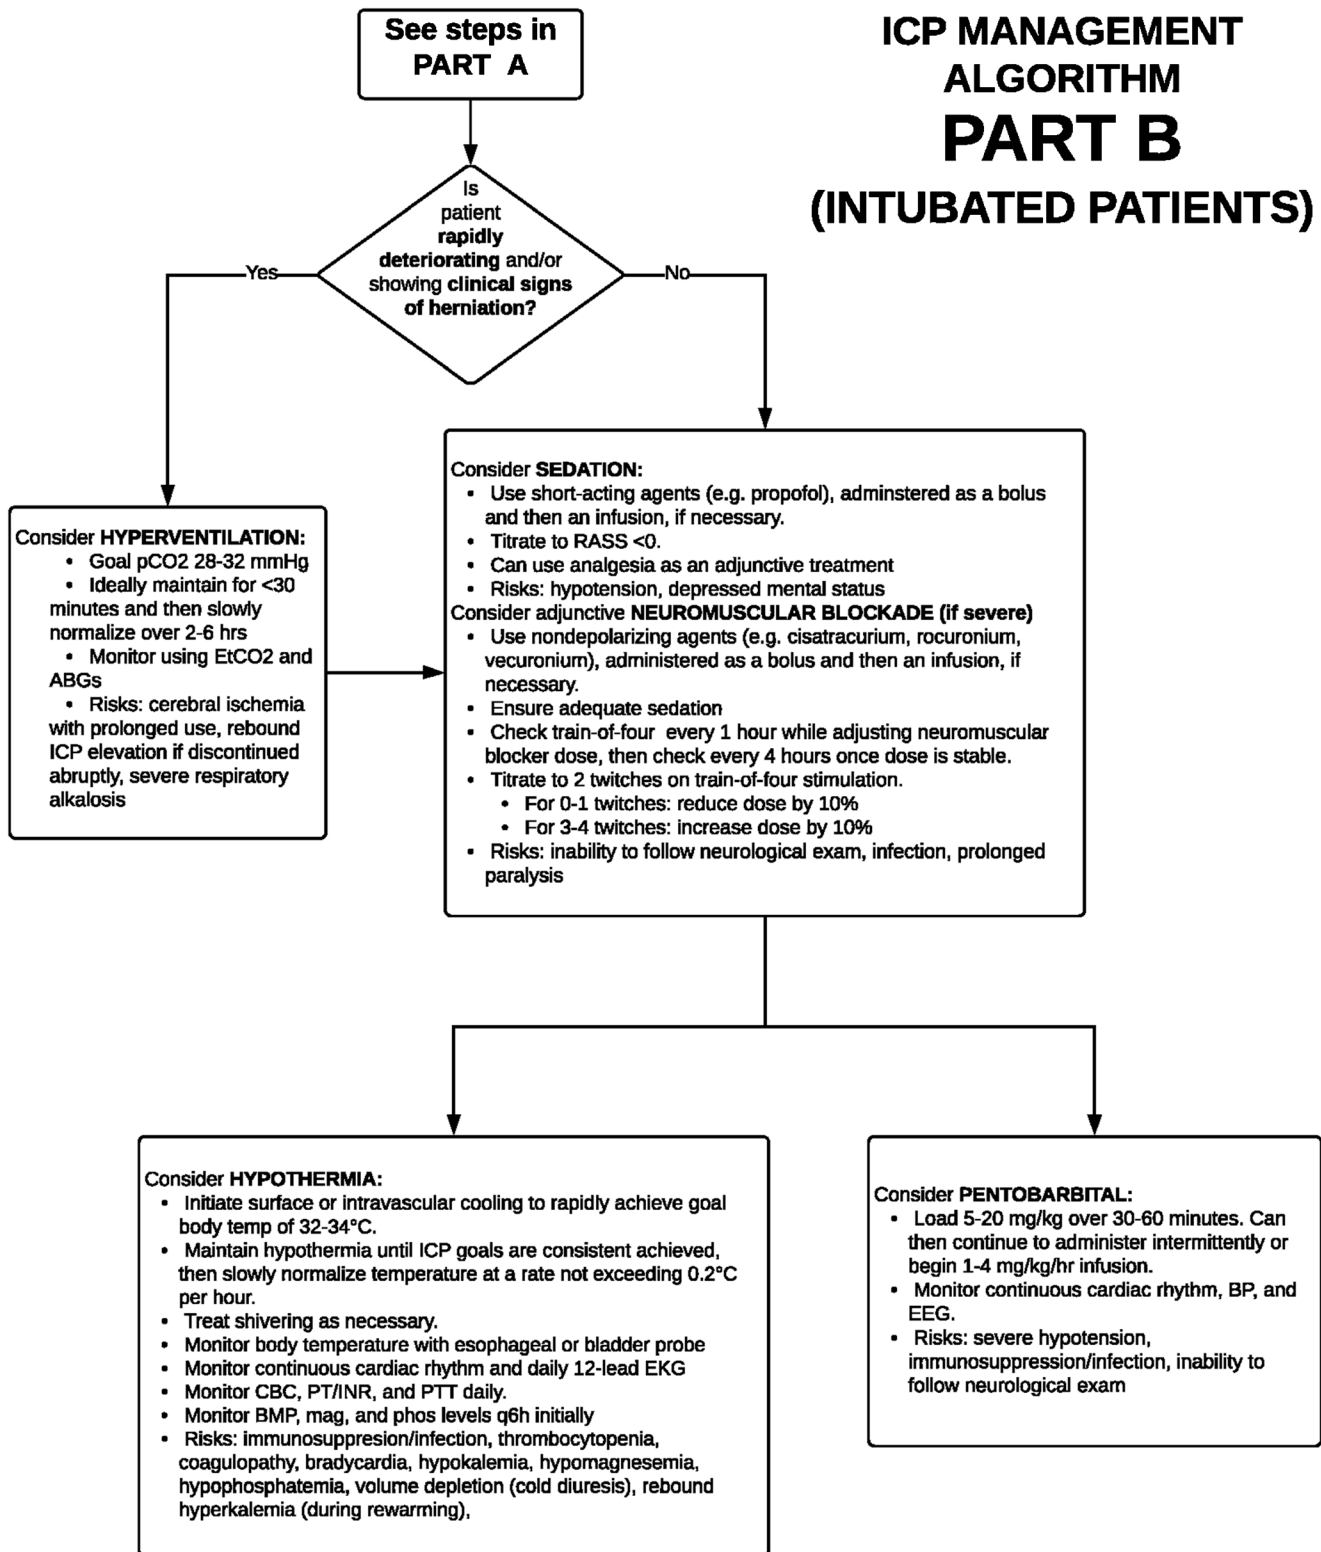 See steps in
PART A
ICP MANAGEMENT
ALGORITHM
PART B
(INTUBATED PATIENTS)
Is
patient
rapidly
deteriorating and/or
showing clinical signs
of herniation?
Yes
No
Consider HYPERVENTILATION:
• Goal pCO2 28-32 mmHg
• Ideally maintain for <30
minutes and then slowly
normalize over 2-6 hrs
• Monitor using EtCO2 and
ABGs
• Risks: cerebral ischemia
with prolonged use, rebound
ICP elevation if discontinued
abruptly, severe respiratory
alkalosis
Consider SEDATION:
• Use short-acting agents (e.g. propofol), adminstered as a bolus
and then an infusion, if necessary.
• Titrate to RASS <0.
• Can use analgesia as an adjunctive treatment
• Risks: hypotension, depressed mental status
Consider adjunctive NEUROMUSCULAR BLOCKADE (if severe)
• Use nondepolarizing agents (e.g. cisatracurium, rocuronium,
vecuronium), administered as a bolus and then an infusion, if
necessary.
• Ensure adequate sedation
• Check train-of-four every 1 hour while adjusting neuromuscular
blocker dose, then check every 4 hours once dose is stable.
• Titrate to 2 twitches on train-of-four stimulation.
• For 0-1 twitches: reduce dose by 10%
• For 3-4 twitches: increase dose by 10%
• Risks: inability to follow neurological exam, infection, prolonged
paralysis
Consider HYPOTHERMIA:
• Initiate surface or intravascular cooling to rapidly achieve goal
body temp of 32-34°C.
• Maintain hypothermia until ICP goals are consistent achieved,
then slowly normalize temperature at a rate not exceeding 0.2°C
per hour.
• Treat shivering as necessary.
• Monitor body temperature with esophageal or bladder probe
• Monitor continuous cardiac rhythm and daily 12-lead EKG
• Monitor CBC, PT/INR, and PTT daily.
• Monitor BMP, mag, and phos levels q6h initially
• Risks: immunosuppresion/infection, thrombocytopenia,
coagulopathy, bradycardia, hypokalemia, hypomagnesemia,
hypophosphatemia, volume depletion (cold diuresis), rebound
hyperkalemia (during rewarming),
Consider PENTOBARBITAL:
• Load 5-20 mg/kg over 30-60 minutes. Can
then continue to administer intermittently or
begin 1-4 mg/kg/hr infusion.
• Monitor continuous cardiac rhythm, BP, and
EEG.
• Risks: severe hypotension,
immunosuppression/infection, inability to
follow neurological exam